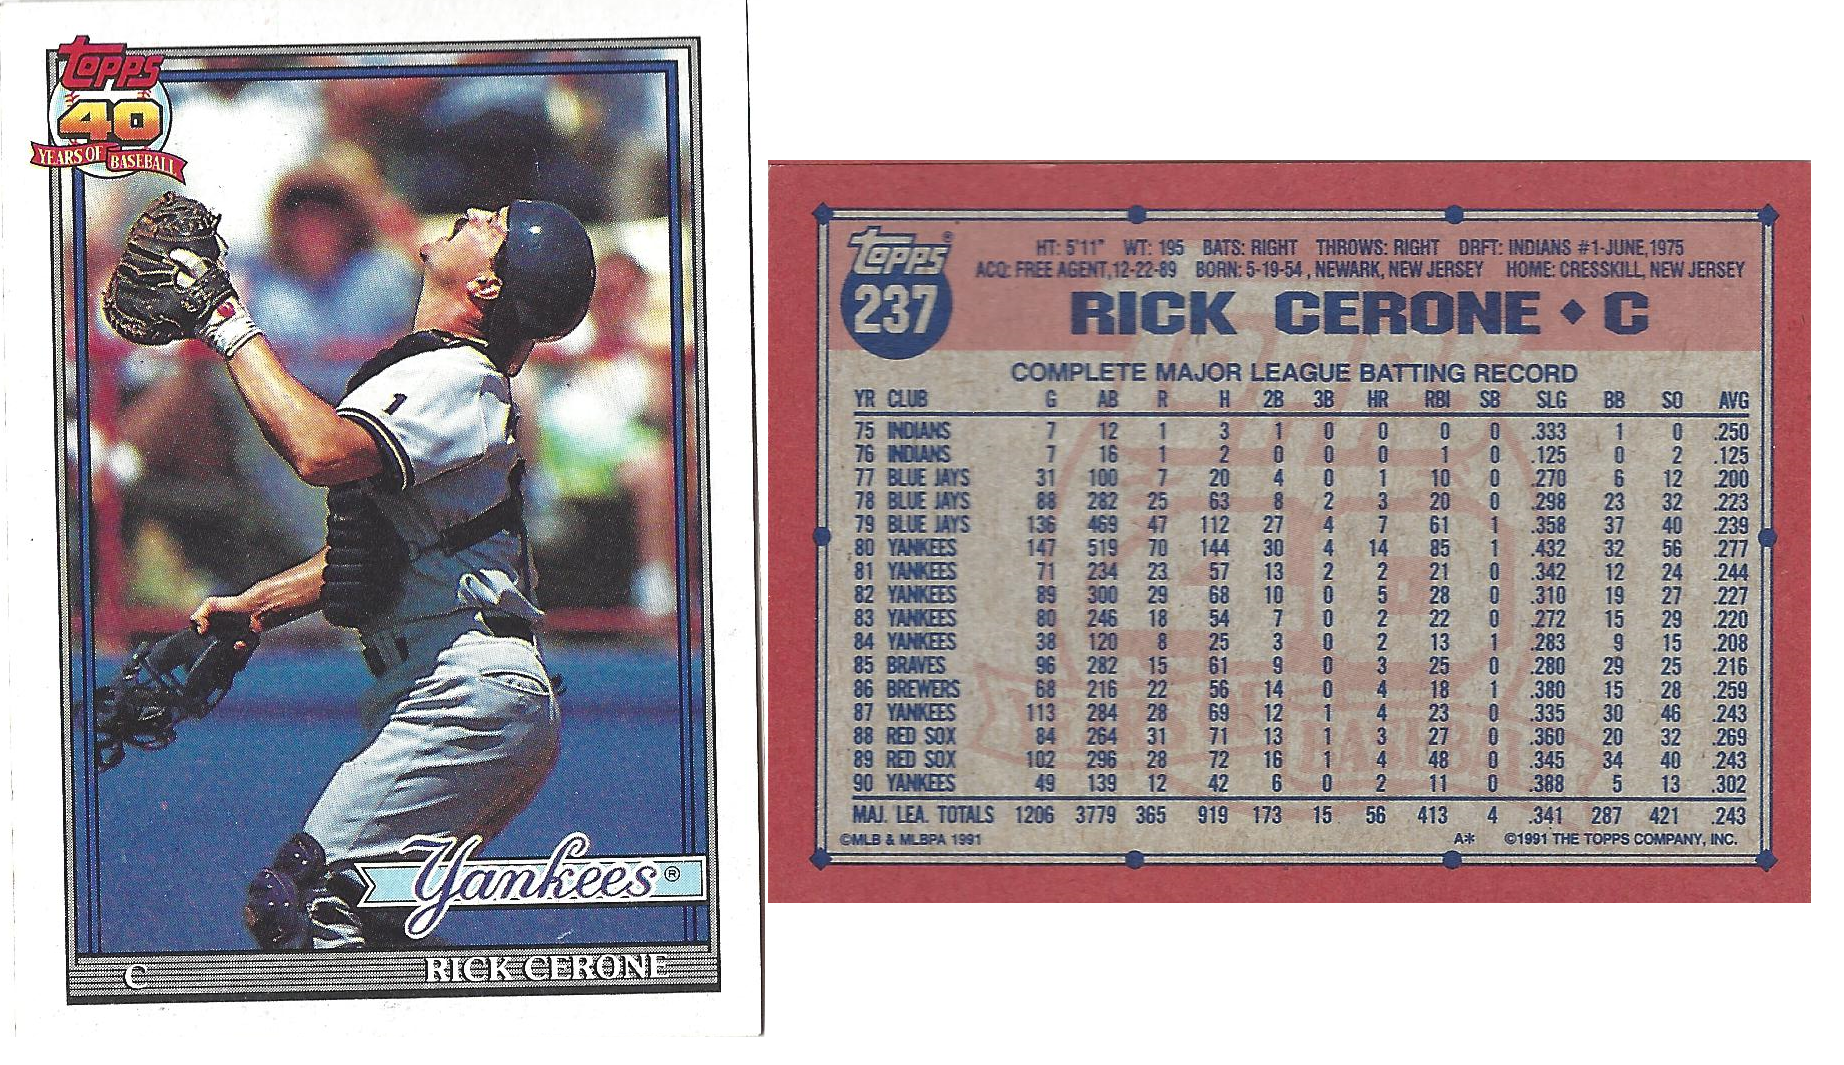 Topps
40
YEARS OF BASEBALL
1
Yankees®
C RICK CERONE
Topps®
237
HT: 5'11" WT: 195 BATS: RIGHT THROWS: RIGHT DRFT: INDIANS #1-JUNE,1975
ACQ: FREE AGENT,12-22-89 BORN: 5-19-54, NEWARK, NEW JERSEY HOME: CRESSKILL, NEW JERSEY
RICK CERONE ♦ C
COMPLETE MAJOR LEAGUE BATTING RECORD
YR CLUB G AB R H 2B 3B HR RBI SB SLG BB SO AVG
75 INDIANS 7 12 1 3 1 0 0 0 0 .333 1 0 .250
76 INDIANS 7 16 1 2 0 0 0 1 0 .125 0 2 .125
77 BLUE JAYS 31 100 7 20 4 0 1 10 0 .270 6 12 .200
78 BLUE JAYS 88 282 25 63 8 2 3 20 0 .298 23 32 .223
79 BLUE JAYS 136 469 47 112 27 4 7 61 1 .358 37 40 .239
80 YANKEES 147 519 70 144 30 4 14 85 1 .432 32 56 .277
81 YANKEES 71 234 23 57 13 2 2 21 0 .342 12 24 .244
82 YANKEES 89 300 29 68 10 0 5 28 0 .310 19 27 .227
83 YANKEES 80 246 18 54 7 0 2 22 0 .272 15 29 .220
84 YANKEES 38 120 8 25 3 0 2 13 1 .283 9 15 .208
85 BRAVES 96 282 15 61 9 0 3 25 0 .280 29 25 .216
86 BREWERS 68 216 22 56 14 0 4 18 1 .380 15 28 .259
87 YANKEES 113 284 28 69 12 1 4 23 0 .335 30 46 .243
88 RED SOX 84 264 31 71 13 1 3 27 0 .360 20 32 .269
89 RED SOX 102 296 28 72 16 1 4 48 0 .345 34 40 .243
90 YANKEES 49 139 12 42 6 0 2 11 0 .388 5 13 .302
MAJ. LEA. TOTALS 1206 3779 365 919 173 15 56 413 4 .341 287 421 .243
©MLB & MLBPA 1991 A* ©1991 THE TOPPS COMPANY, INC.